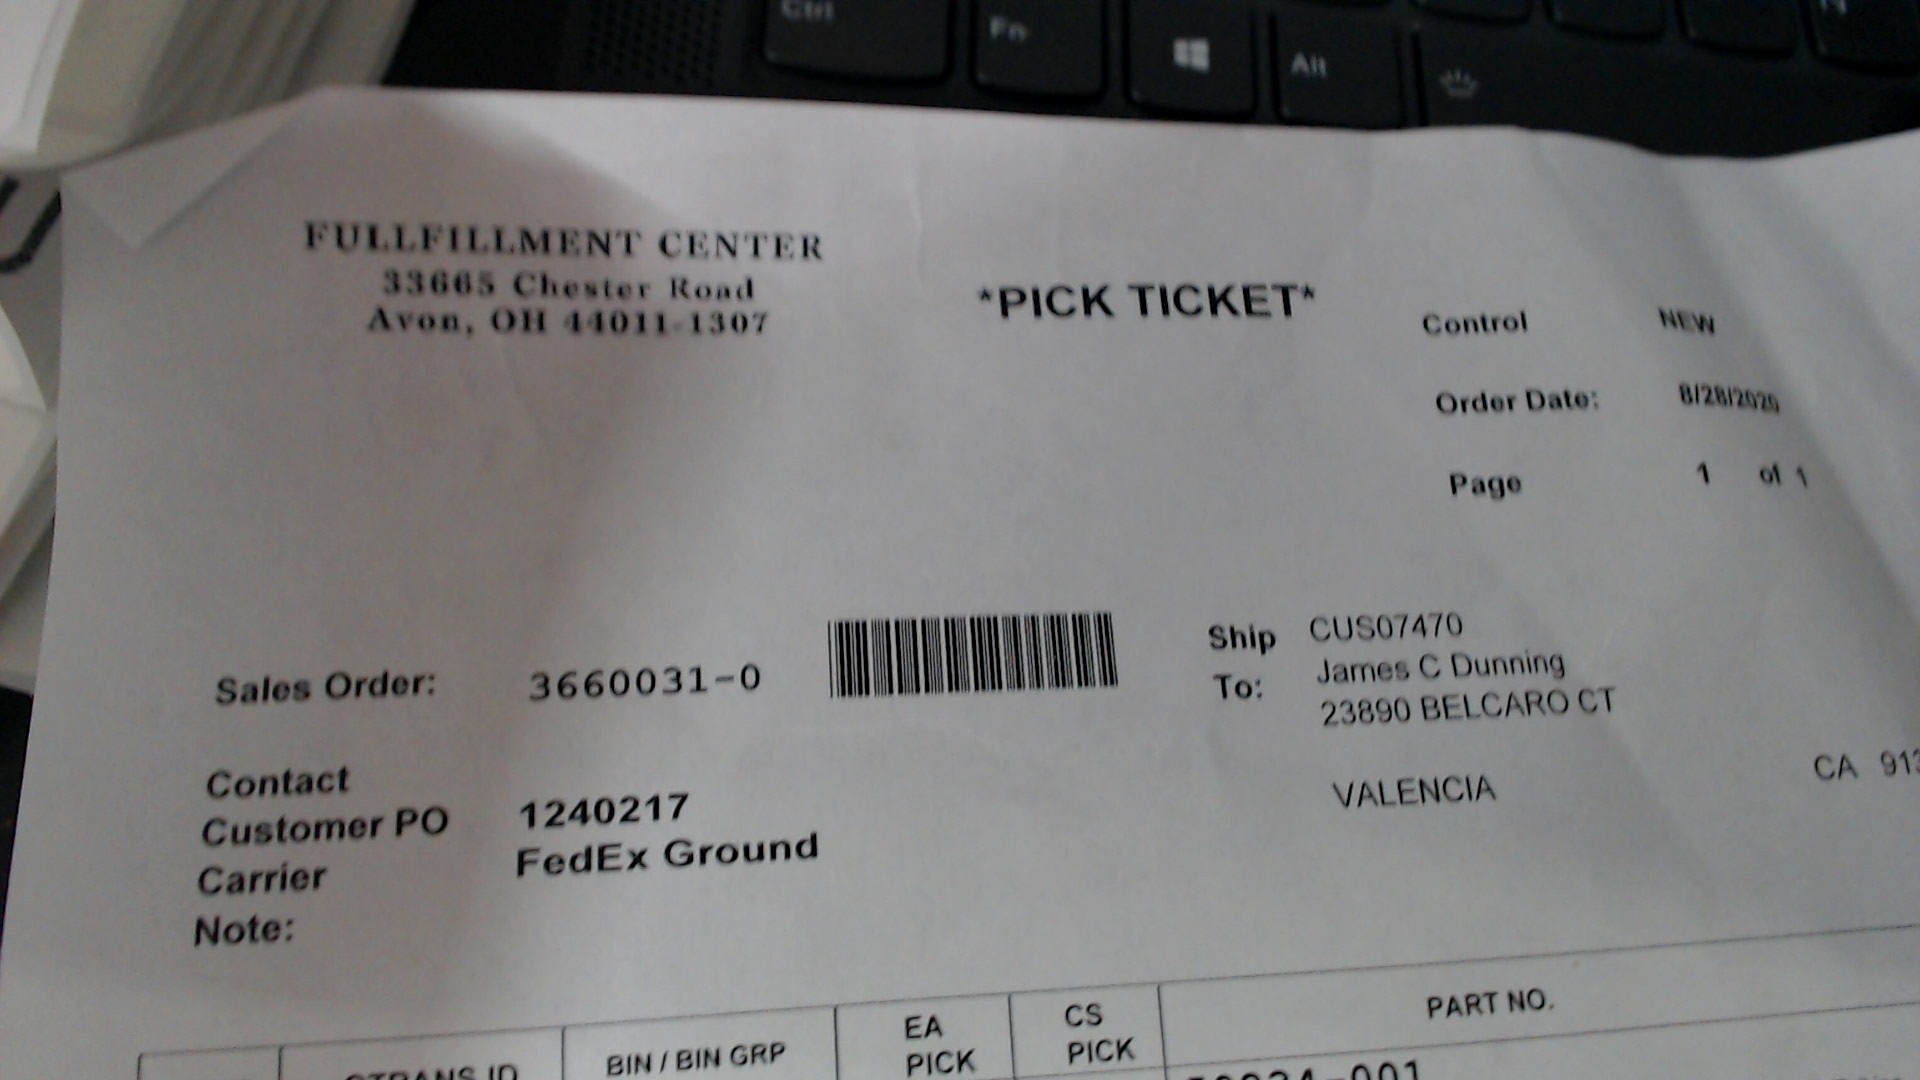 Ctrl Fn Alt
FULLFILLMENT CENTER
33665 Chester Road
Avon, OH 44011-1307
*PICK TICKET*
Control NEW
Order Date: 8/28/2020
Page 1 of 1
Sales Order: 3660031-0
Ship To: CUS07470
James C Dunning
23890 BELCARO CT
VALENCIA CA 913
Contact
Customer PO 1240217
Carrier FedEx Ground
Note:
BIN / BIN GRP
EA PICK
CS PICK
PART NO.